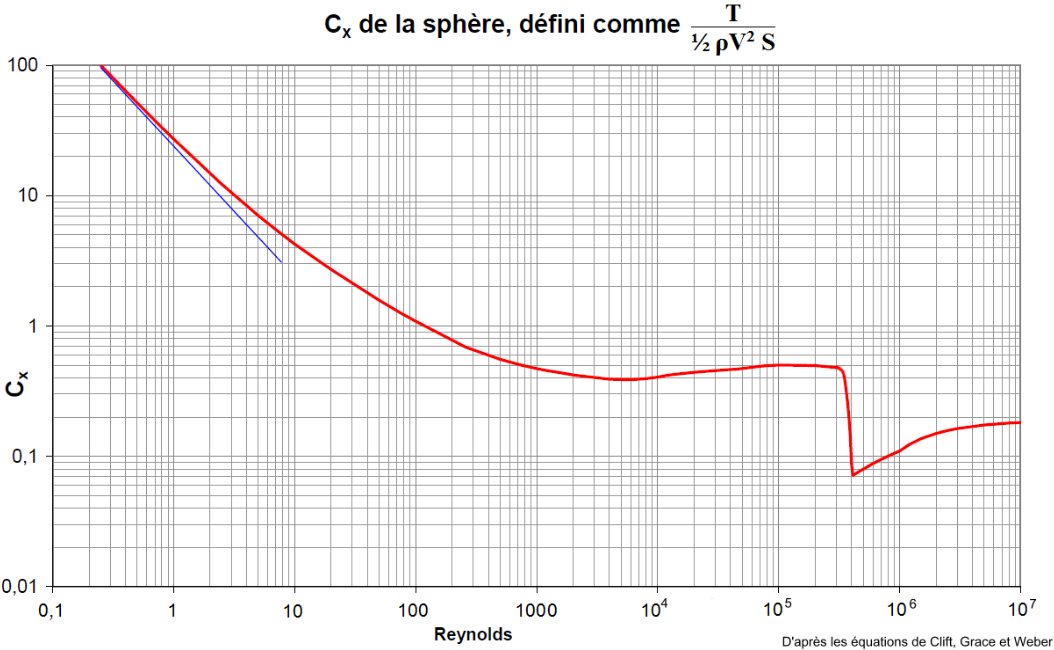 Cx de la sphère, défini comme T
½ ρV² S
100
10
1
0,1
0,01
Cx
0,1 1 10 100 1000 10⁴ 10⁵ 10⁶ 10⁷
Reynolds
D'après les équations de Clift, Grace et Weber